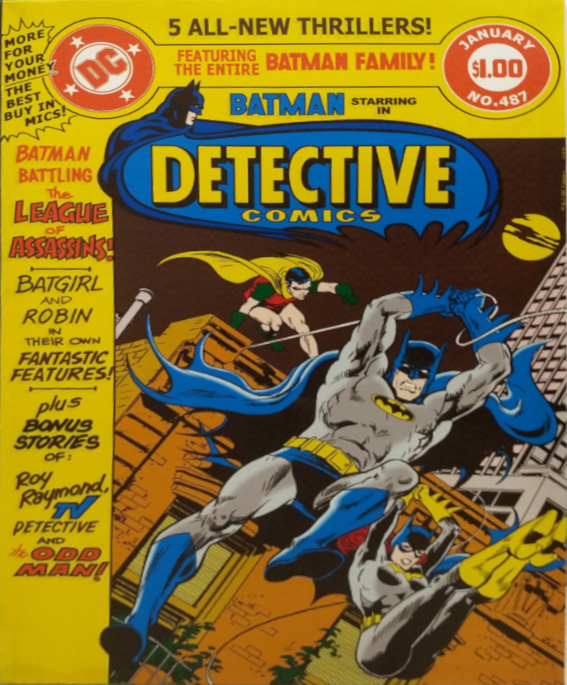 5 ALL-NEW THRILLERS!
MORE
FOR
YOUR
MONEY
THE
BEST
BUY IN
MICS!
DC
FEATURING
THE ENTIRE
BATMAN FAMILY!
JANUARY
$1.00
NO.487
BATMAN
STARRING
IN
DETECTIVE
COMICS
BATMAN
BATTLING
The
LEAGUE
OF
ASSASSINS!
BATGIRL
AND
ROBIN
IN
THEIR OWN
FANTASTIC
FEATURES!
plus
BONUS
STORIES
OF:
Roy
Raymond,
TV
DETECTIVE
AND
the ODD
MAN!